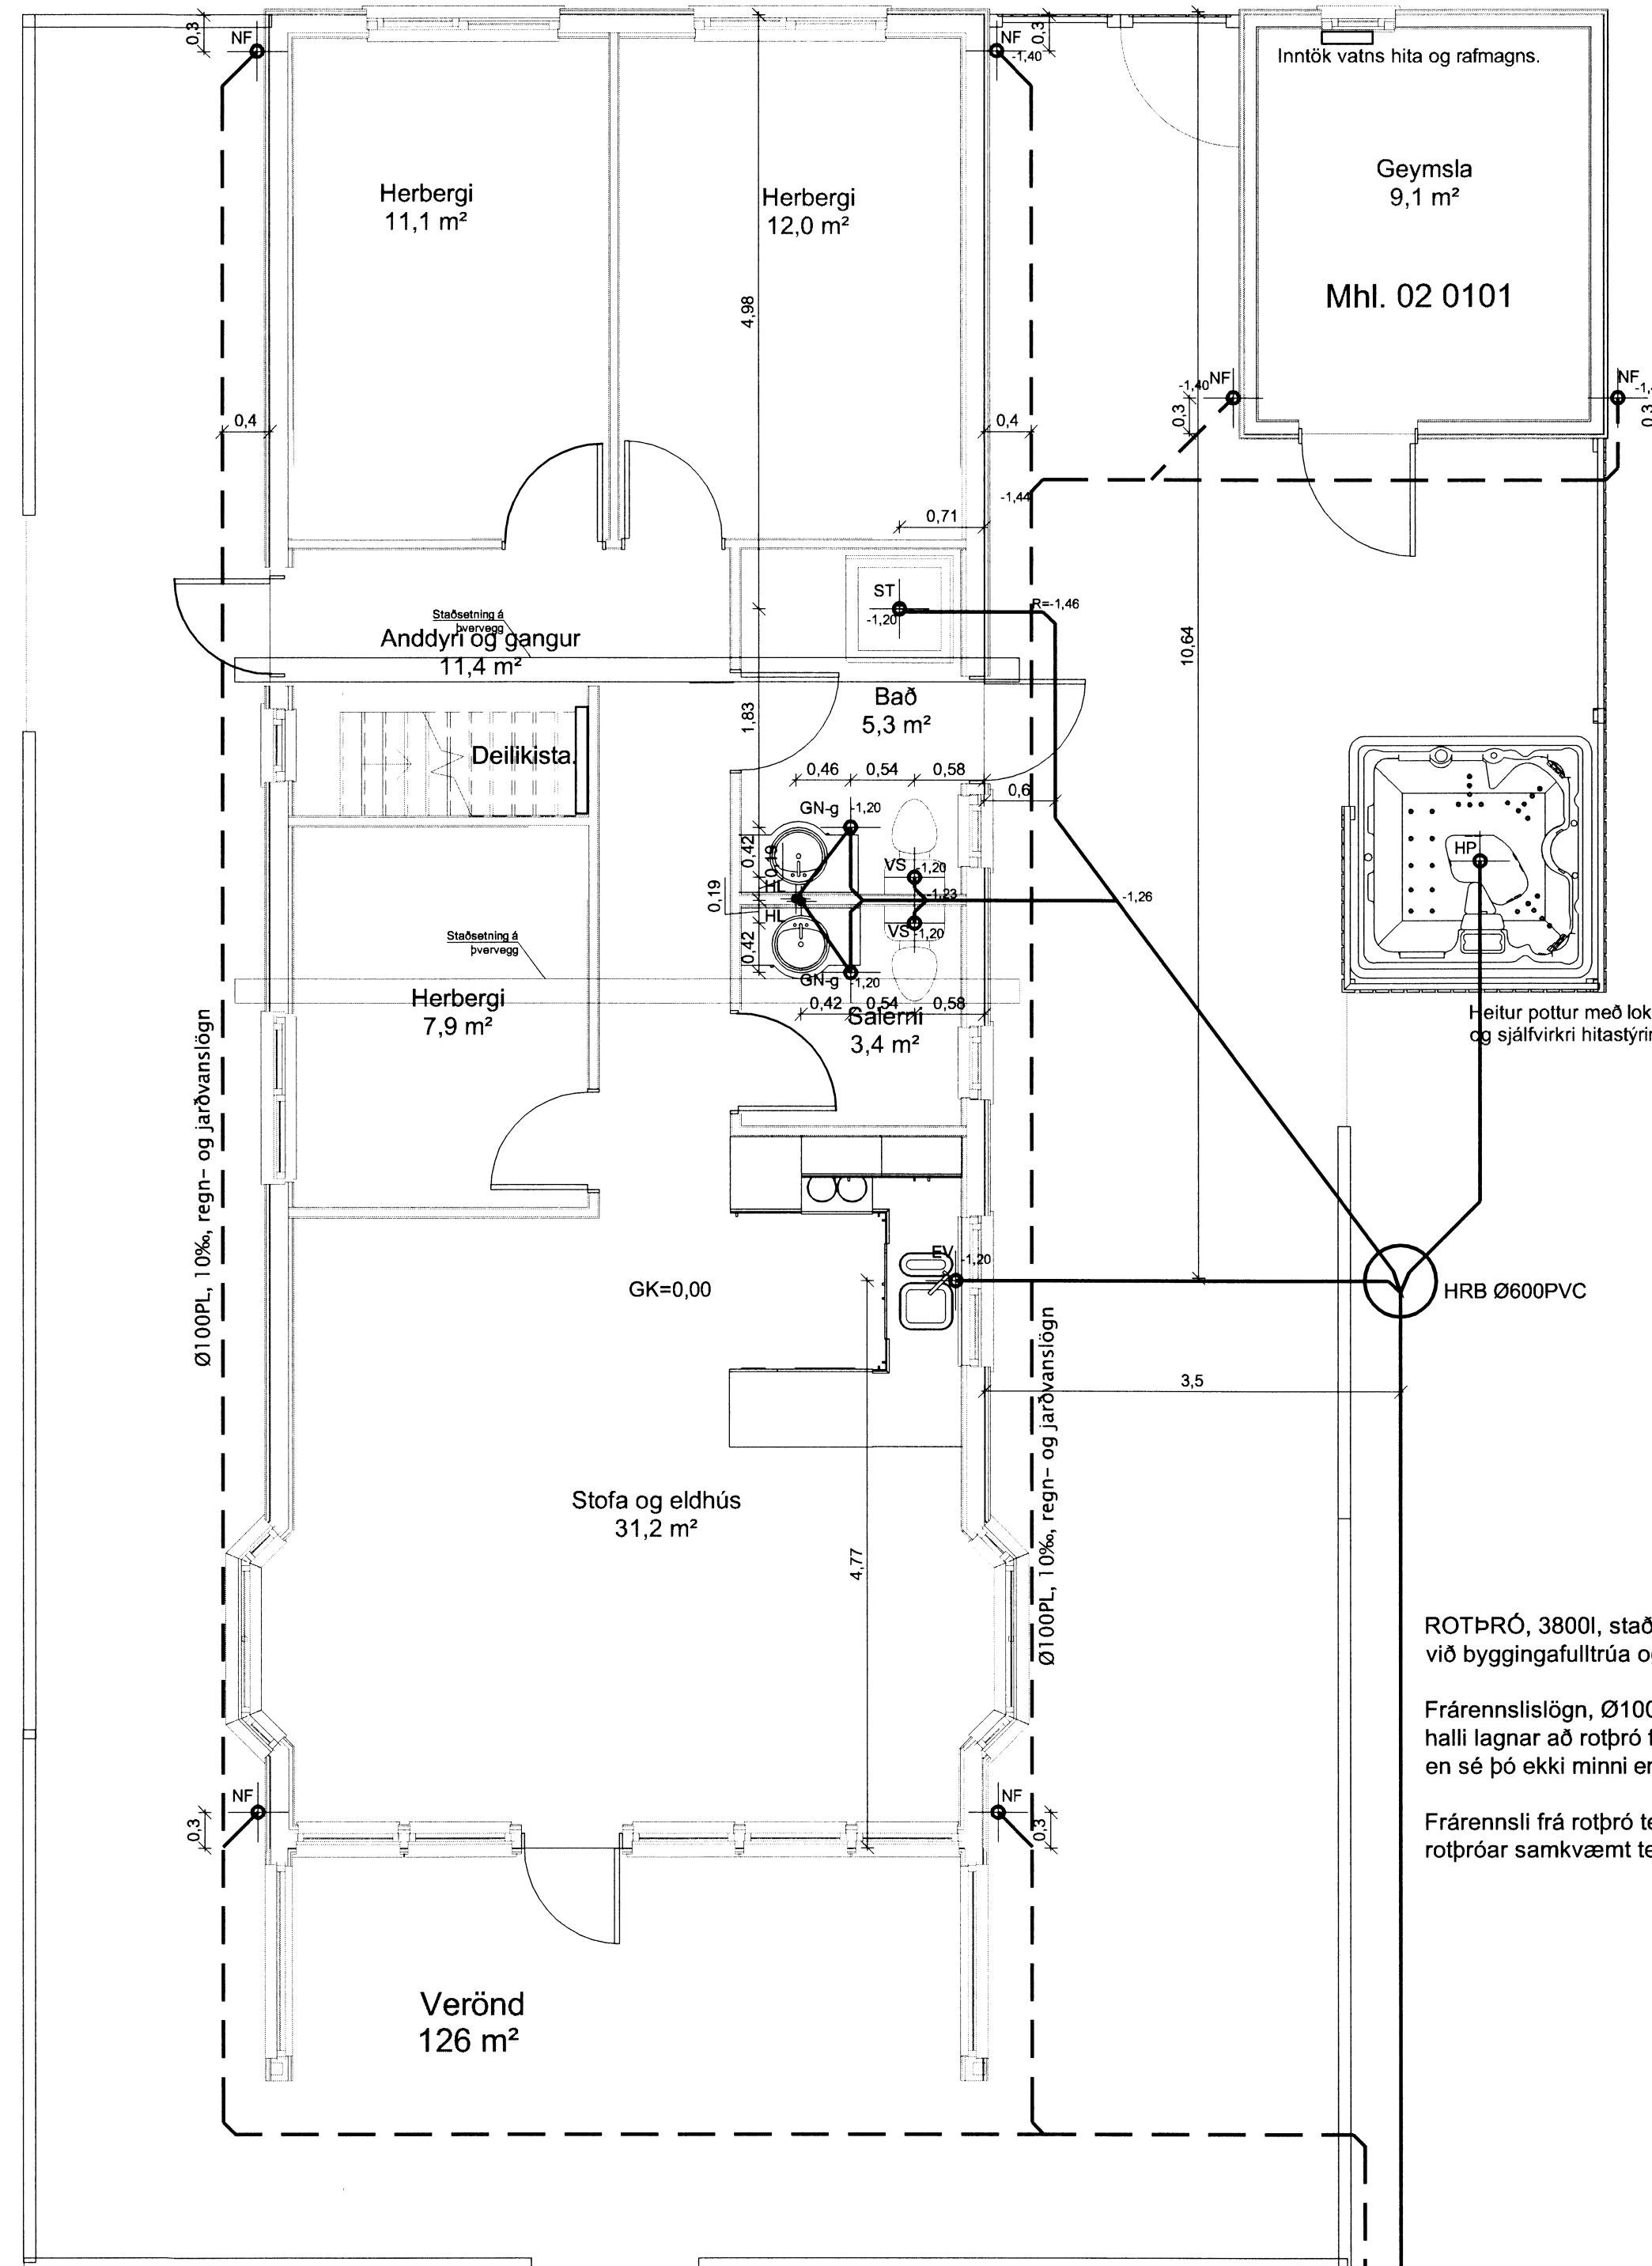 0,3
NF
NF
-1,40
0,3
Inntök vatns hita og rafmagns.
Herbergi
11,1 m²
Herbergi
12,0 m²
Geymsla
9,1 m²
Mhl. 02 0101
4,98
-1,40
NF
0,3
NF
0,3
0,4
0,4
-1,44
0,71
ST
-1,20
R=-1,46
10,64
Staðsetning á
þvervegg
Anddyri og gangur
11,4 m²
Bað
5,3 m²
1,83
Deilikista.
0,46
0,54
0,58
0,6
GN-g
-1,20
0,42
0,19
VS
-1,20
HL
-1,23
-1,26
0,19
HL
VS
-1,20
0,42
GN-g
-1,20
HP
Staðsetning á
þvervegg
Herbergi
7,9 m²
0,42
0,54
0,58
Salerni
3,4 m²
Heitur pottur með lok
og sjálfvirkri hitastýri
Ø100PL, 10‰, regn- og jarðvanslögn
EV
-1,20
GK=0,00
HRB Ø600PVC
3,5
Ø100PL, 10‰, regn- og jarðvanslögn
Stofa og eldhús
31,2 m²
4,77
ROTÞRÓ, 3800l, stað
við byggingafulltrúa o
Frárennslislögn, Ø100
halli lagnar að rotþró f
en sé þó ekki minni en
Frárennsli frá rotþró te
rotþróar samkvæmt te
NF
0,3
NF
0,3
Verönd
126 m²